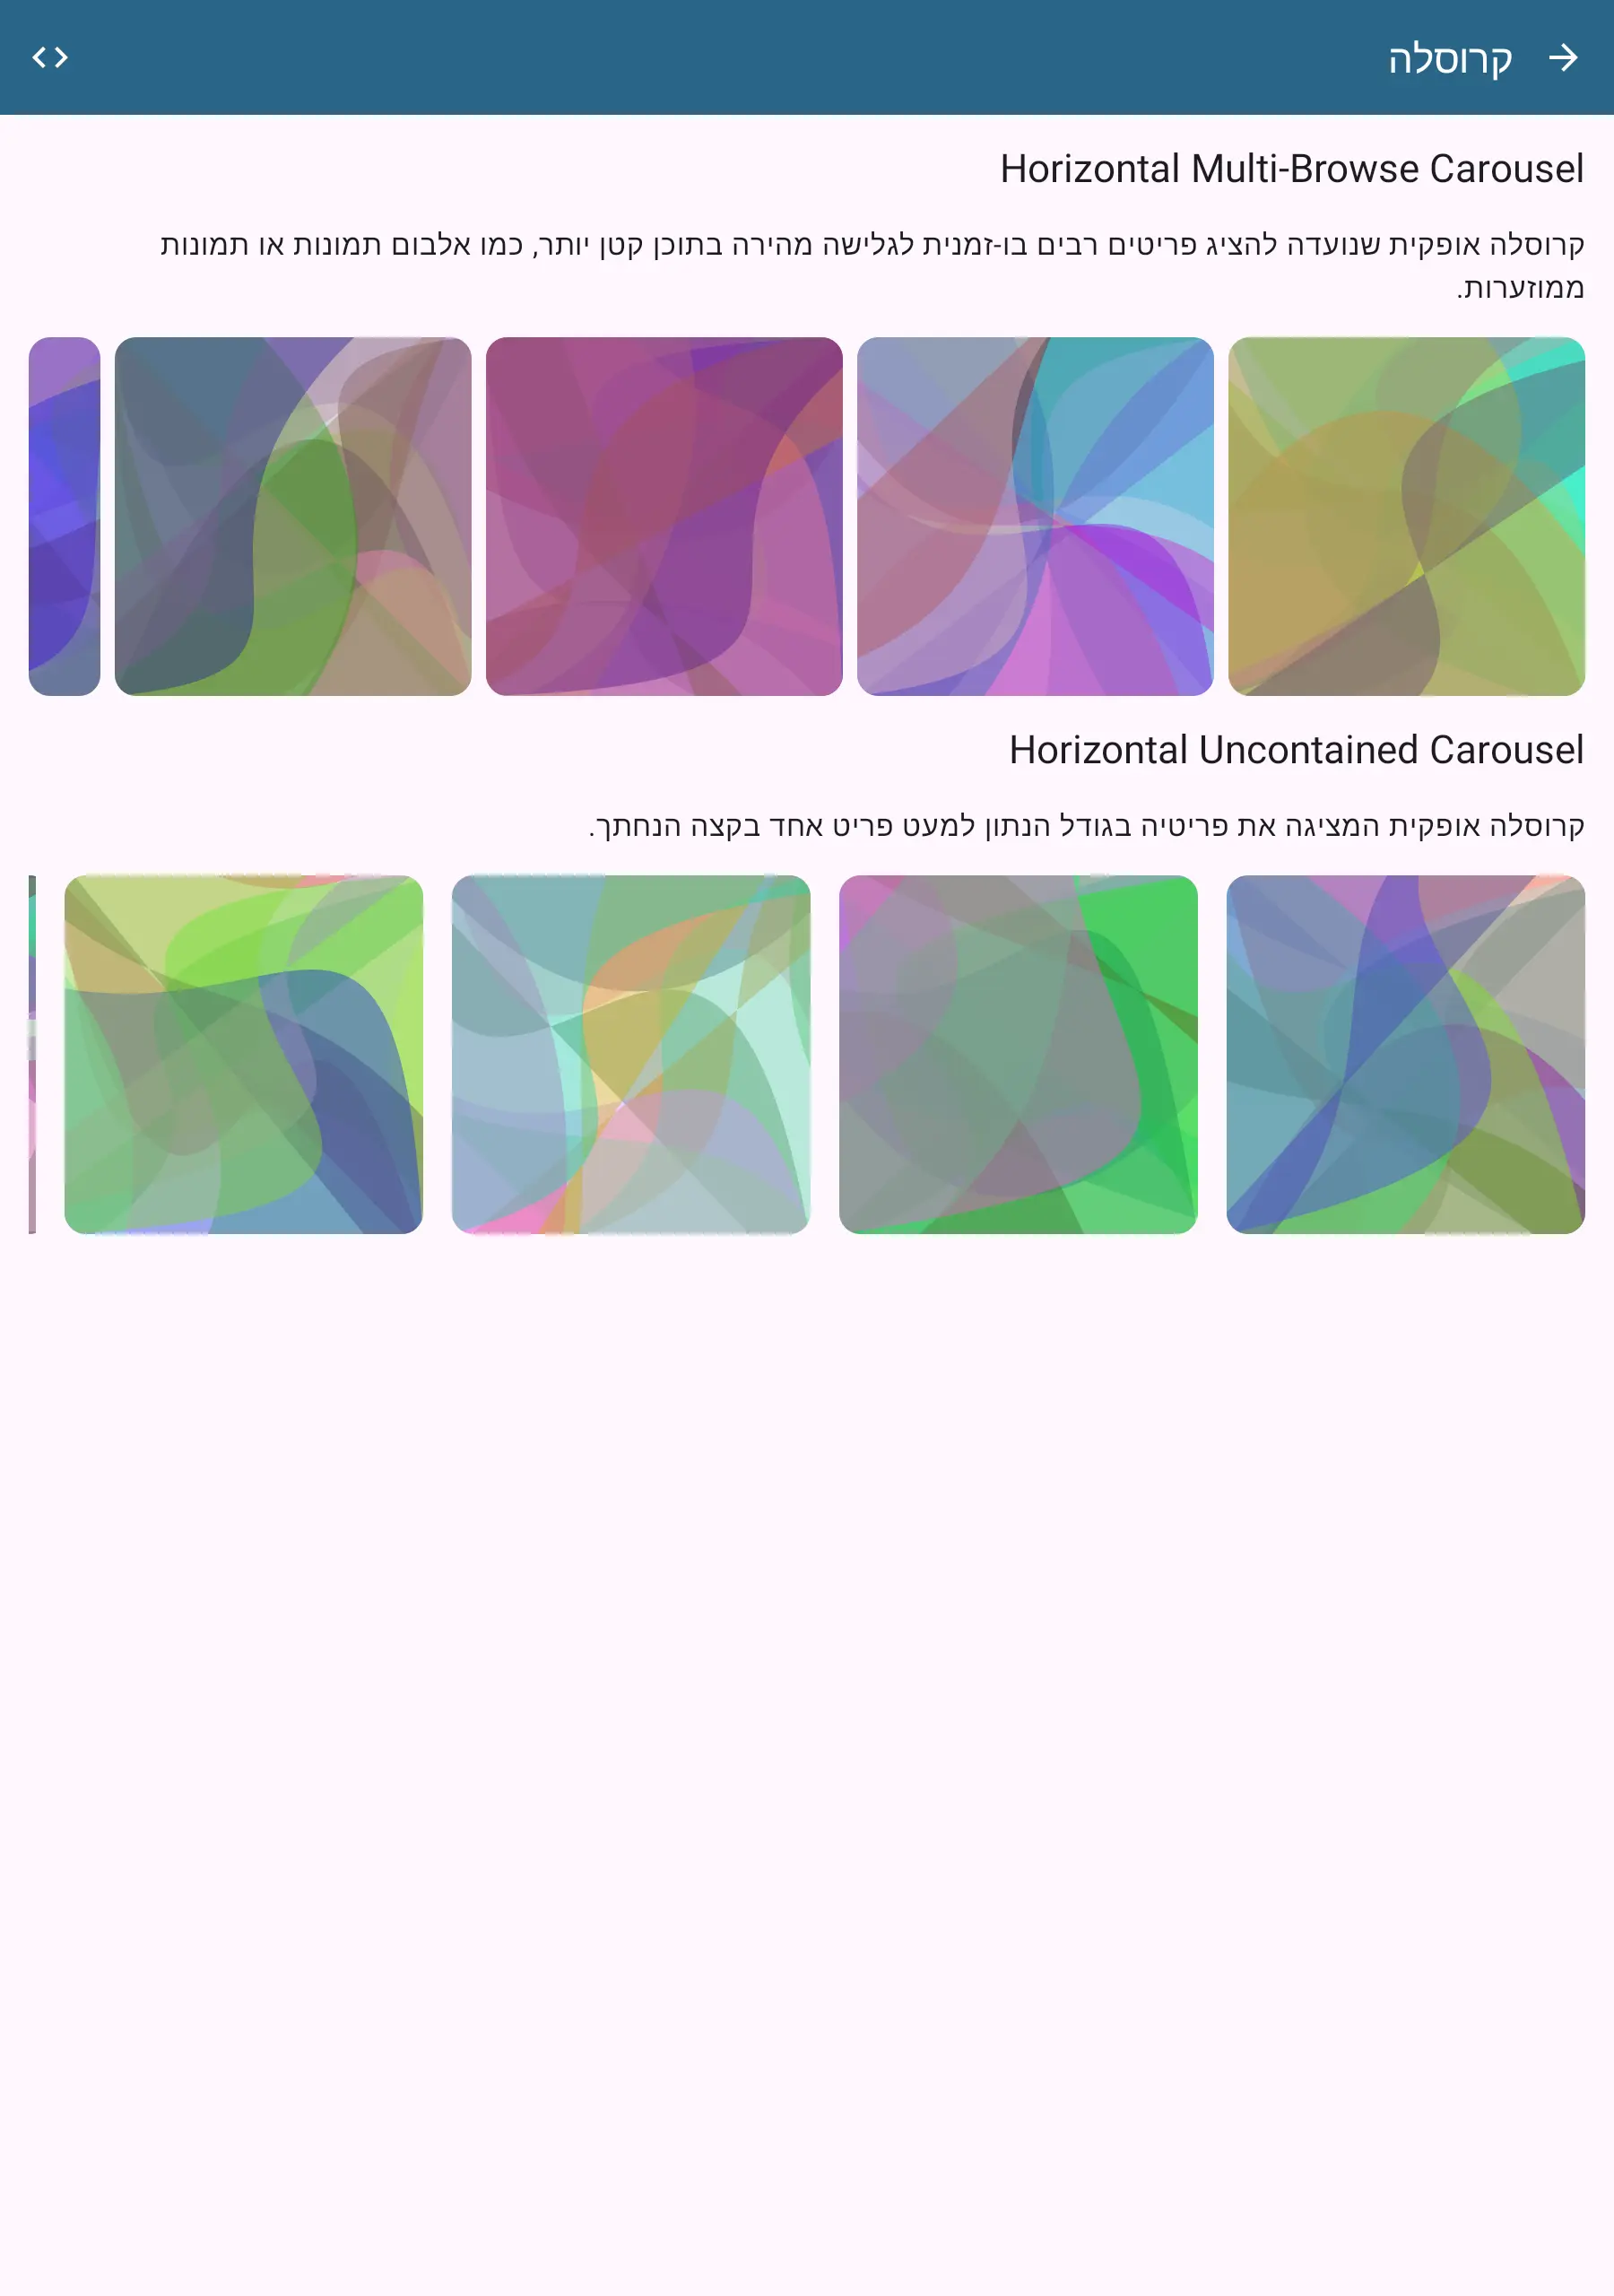 קרוסלה
Horizontal Multi-Browse Carousel
קרוסלה אופקית שנועדה להציג פריטים רבים בו-זמנית לגלישה מהירה בתוכן קטן יותר, כמו אלבום תמונות או תמונות
ממוזערות.
Horizontal Uncontained Carousel
קרוסלה אופקית המציגה את פריטיה בגודל הנתון למעט פריט אחד בקצה הנחתך.